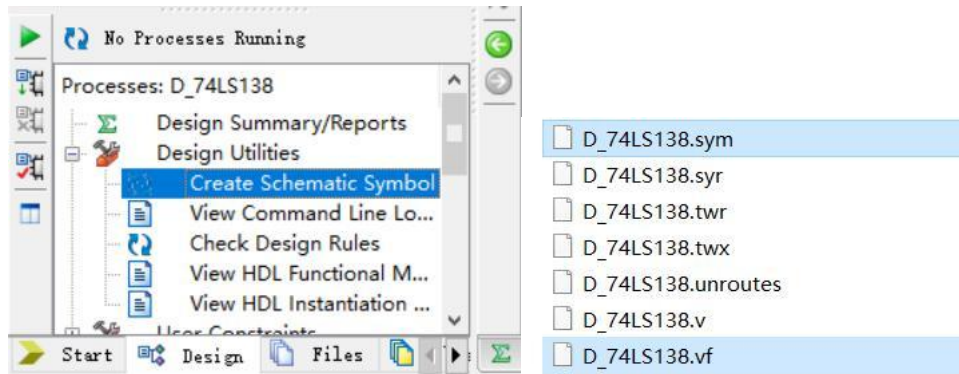 No Processes Running
Processes: D_74LS138
Design Summary/Reports
Design Utilities
Create Schematic Symbol
View Command Line Lo...
Check Design Rules
View HDL Functional M...
View HDL Instantiation ...
User Constraints
Start Design Files
D_74LS138.sym
D_74LS138.syr
D_74LS138.twr
D_74LS138.twx
D_74LS138.unroutes
D_74LS138.v
D_74LS138.vf